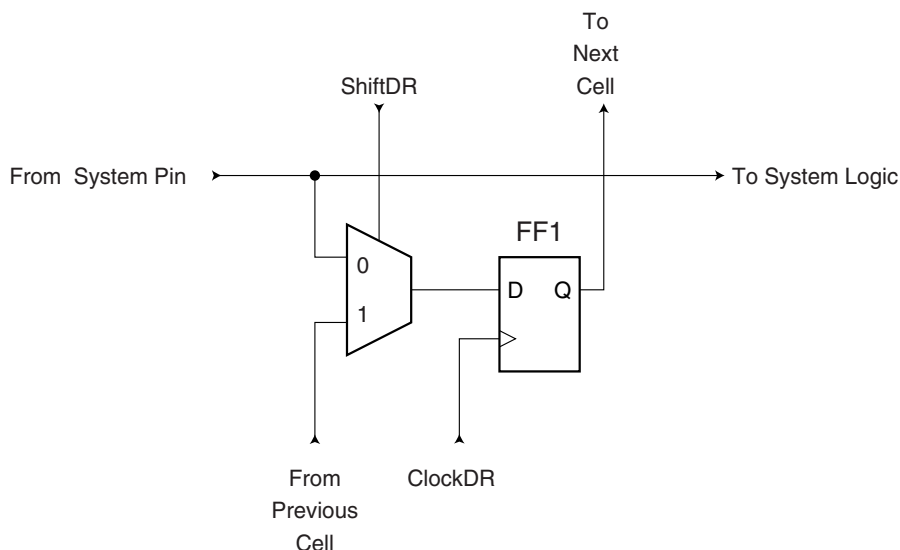 To
Next
Cell
ShiftDR
From System Pin
To System Logic
FF1
0
D Q
1
From
Previous
Cell
ClockDR